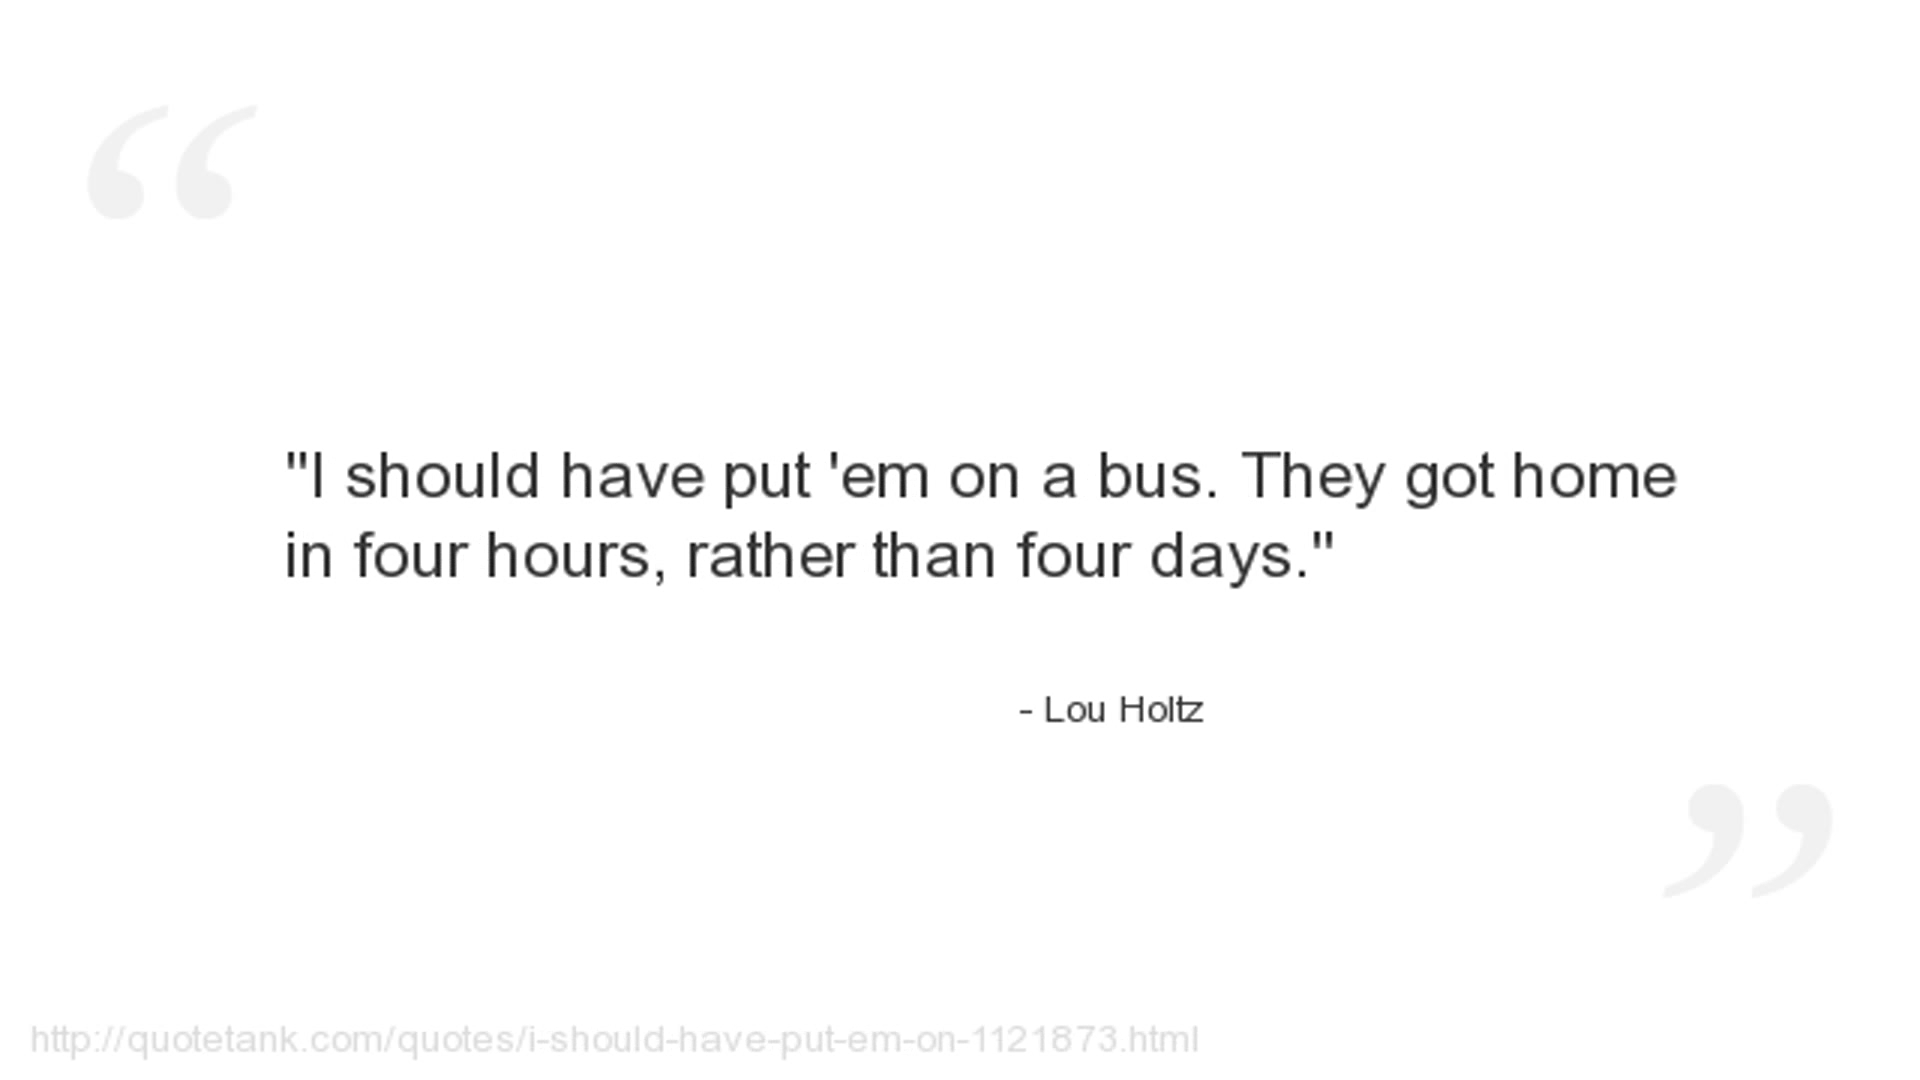 "I should have put 'em on a bus. They got home
in four hours, rather than four days."
- Lou Holtz
http://quotetank.com/quotes/i-should-have-put-em-on-1121873.html